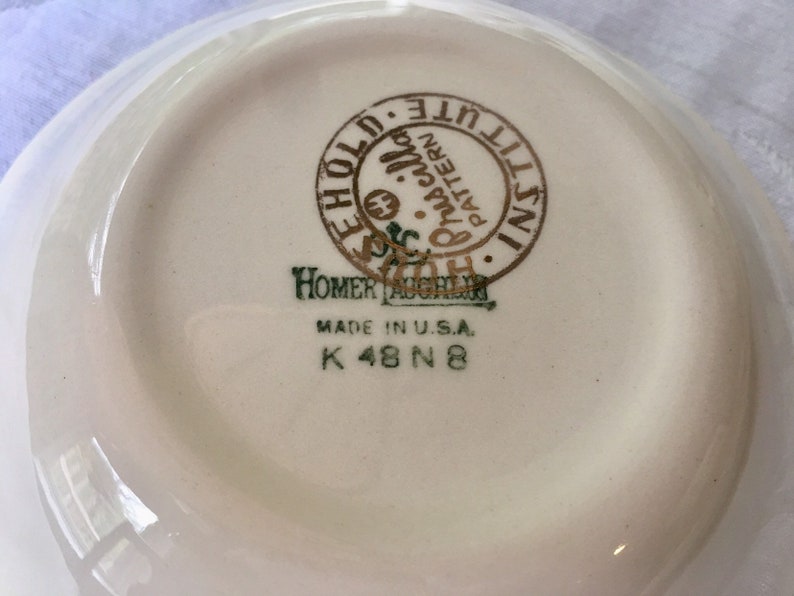 HOUSEHOLD · INSTITUTE ·
Priscilla
PATTERN
HOMER LAUGHLIN
MADE IN U.S.A.
K 48 N 8